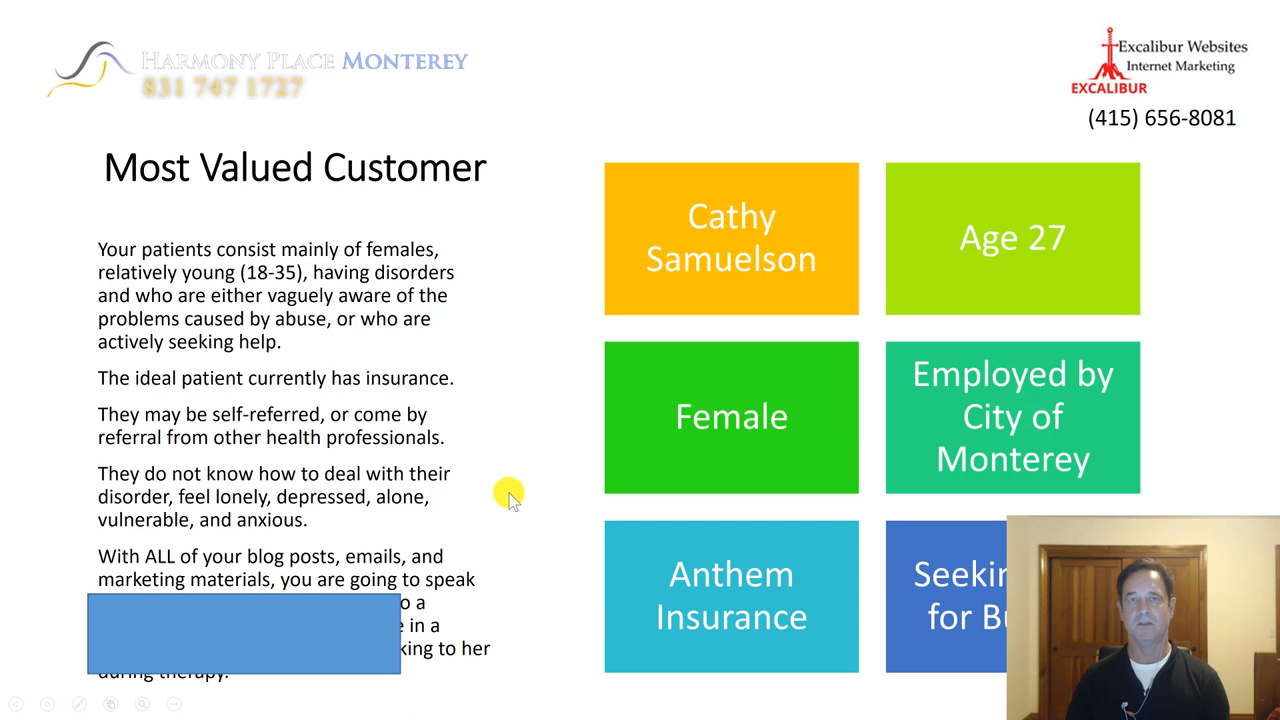 HARMONY PLACE MONTEREY
831 747 1727
Excalibur Websites
Internet Marketing
EXCALIBUR
(415) 656-8081
Most Valued Customer
Your patients consist mainly of females,
relatively young (18-35), having disorders
and who are either vaguely aware of the
problems caused by abuse, or who are
actively seeking help.
The ideal patient currently has insurance.
They may be self-referred, or come by
referral from other health professionals.
They do not know how to deal with their
disorder, feel lonely, depressed, alone,
vulnerable, and anxious.
With ALL of your blog posts, emails, and
marketing materials, you are going to speak
a
in a
to her
during therapy.
Cathy
Samuelson
Age 27
Female
Employed by
City of
Monterey
Anthem
Insurance
for